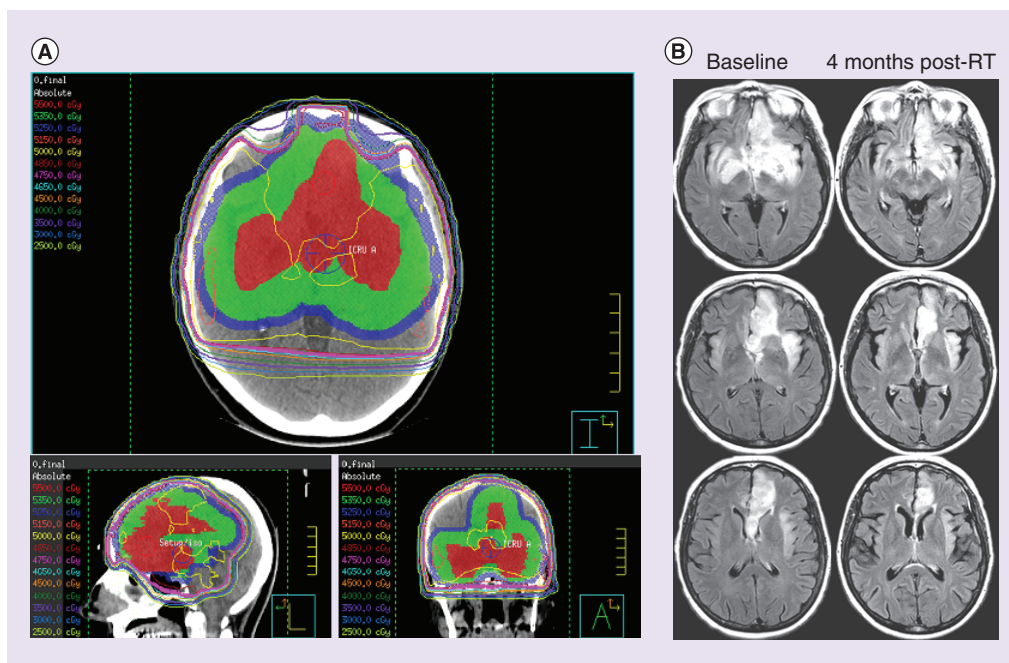 A
B
Baseline 4 months post-RT
O.final
Absolute
5500.0 cGy
5350.0 cGy
5250.0 cGy
5150.0 cGy
5000.0 cGy
4850.0 cGy
4750.0 cGy
4650.0 cGy
4500.0 cGy
4000.0 cGy
3500.0 cGy
3000.0 cGy
2500.0 cGy
ICRU A
I
O.final
Absolute
5500.0 cGy
5350.0 cGy
5250.0 cGy
5150.0 cGy
5000.0 cGy
4850.0 cGy
4750.0 cGy
4650.0 cGy
4500.0 cGy
4000.0 cGy
3500.0 cGy
3000.0 cGy
2500.0 cGy
Setup/iso
L
O.final
Absolute
5500.0 cGy
5350.0 cGy
5250.0 cGy
5150.0 cGy
5000.0 cGy
4850.0 cGy
4750.0 cGy
4650.0 cGy
4500.0 cGy
4000.0 cGy
3500.0 cGy
3000.0 cGy
2500.0 cGy
ICRU A
A